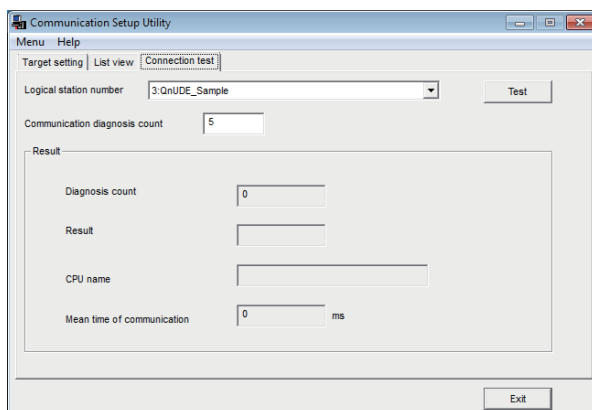 Communication Setup Utility
Menu Help
Target setting List view Connection test
Logical station number 3:QnUDE_Sample Test
Communication diagnosis count 5
Result
Diagnosis count 0
Result
CPU name
Mean time of communication 0 ms
Exit